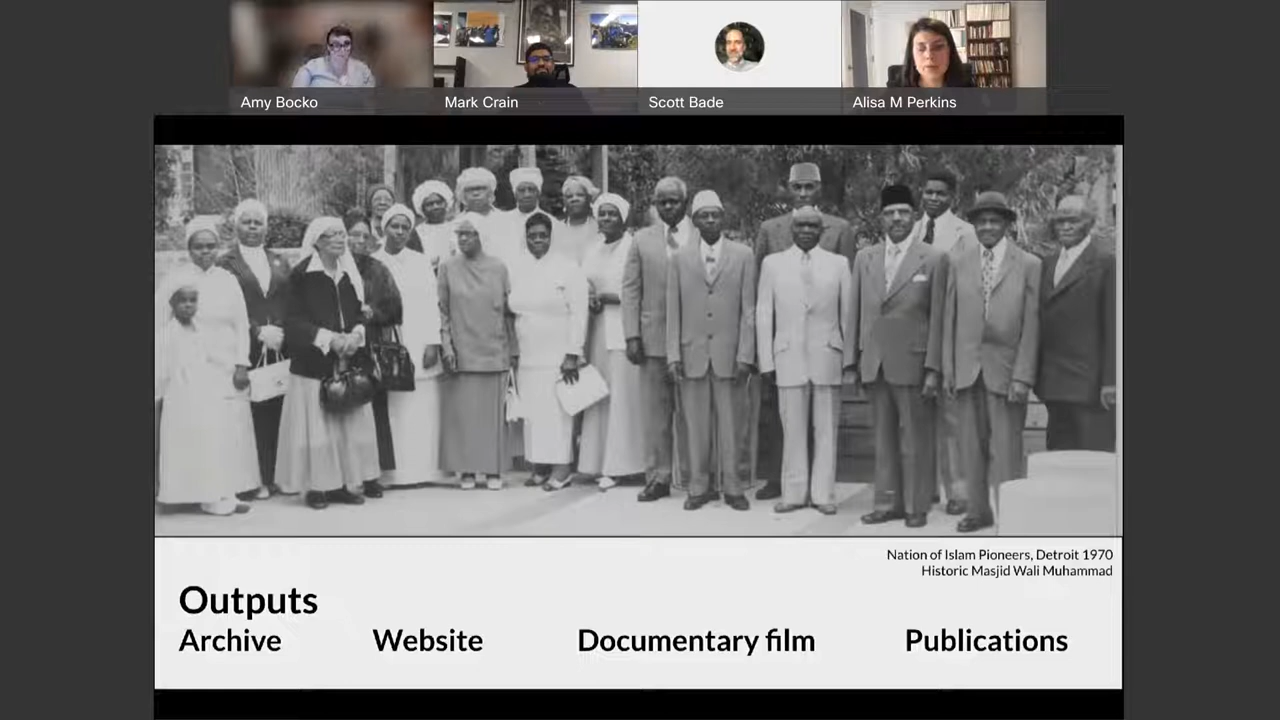 Amy Bocko
Mark Crain
Scott Bade
Alisa M Perkins
Nation of Islam Pioneers, Detroit 1970
Historic Masjid Wali Muhammad
Outputs
Archive Website Documentary film Publications